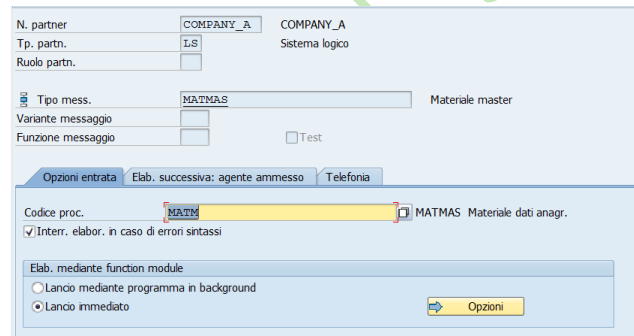 N. partner COMPANY_A COMPANY_A
Tp. partn. LS Sistema logico
Ruolo partn.
Tipo mess. MATMAS Materiale master
Variante messaggio
Funzione messaggio Test
Opzioni entrata Elab. successiva: agente ammesso Telefonia
Codice proc. MATM MATMAS Materiale dati anagr.
Interr. elabor. in caso di errori sintassi
Elab. mediante function module
Lancio mediante programma in background
Lancio immediato Opzioni